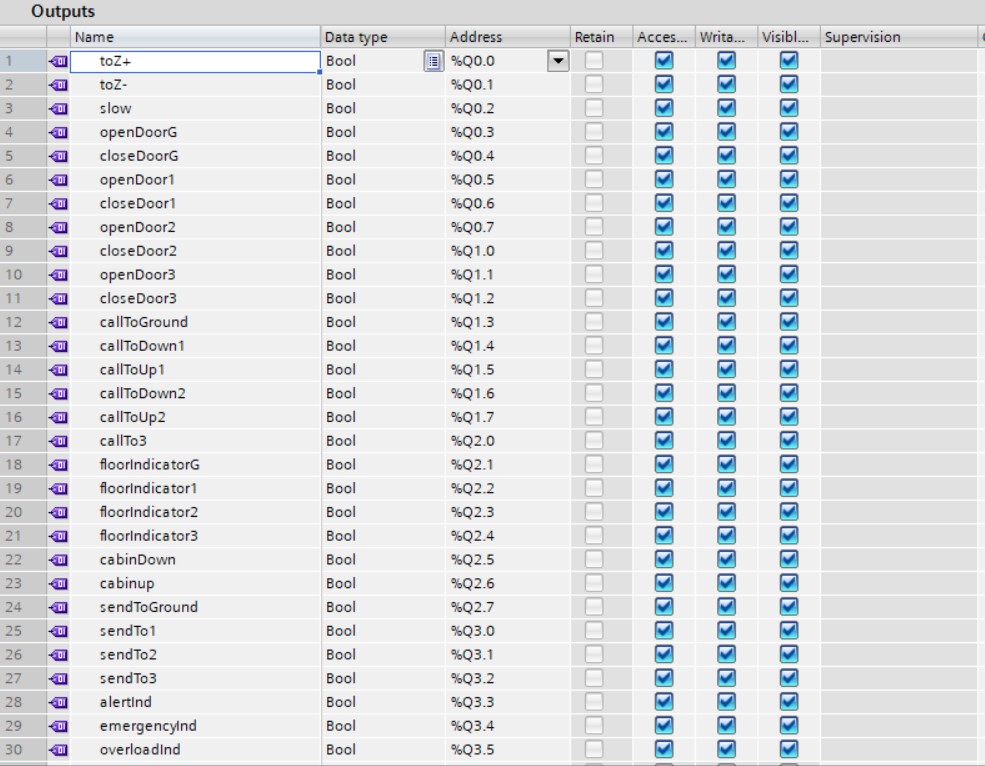 Outputs
Name Data type Address Retain Acces... Writa... Visibl... Supervision
1 toZ+ Bool %Q0.0
2 toZ- Bool %Q0.1
3 slow Bool %Q0.2
4 openDoorG Bool %Q0.3
5 closeDoorG Bool %Q0.4
6 openDoor1 Bool %Q0.5
7 closeDoor1 Bool %Q0.6
8 openDoor2 Bool %Q0.7
9 closeDoor2 Bool %Q1.0
10 openDoor3 Bool %Q1.1
11 closeDoor3 Bool %Q1.2
12 callToGround Bool %Q1.3
13 callToDown1 Bool %Q1.4
14 callToUp1 Bool %Q1.5
15 callToDown2 Bool %Q1.6
16 callToUp2 Bool %Q1.7
17 callTo3 Bool %Q2.0
18 floorIndicatorG Bool %Q2.1
19 floorIndicator1 Bool %Q2.2
20 floorIndicator2 Bool %Q2.3
21 floorIndicator3 Bool %Q2.4
22 cabinDown Bool %Q2.5
23 cabinup Bool %Q2.6
24 sendToGround Bool %Q2.7
25 sendTo1 Bool %Q3.0
26 sendTo2 Bool %Q3.1
27 sendTo3 Bool %Q3.2
28 alertInd Bool %Q3.3
29 emergencyInd Bool %Q3.4
30 overloadInd Bool %Q3.5